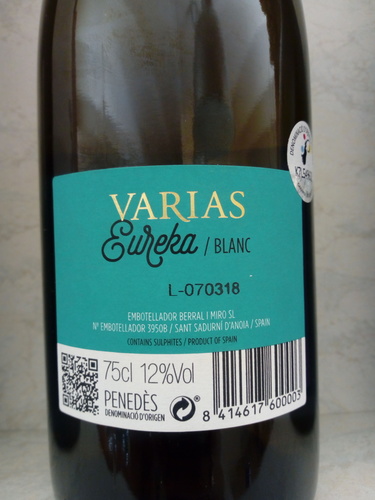 VARIAS
Eureka / BLANC
L-070318
EMBOTELLADOR BERRAL I MIRO SL
Nº EMBOTELLADOR 3950B / SANT SADURNÍ D'ANOIA / SPAIN
CONTAINS SULPHITES / PRODUCT OF SPAIN
75cl 12%Vol
PENEDÈS
DENOMINACIÓ D'ORIGEN
8 414617 600003